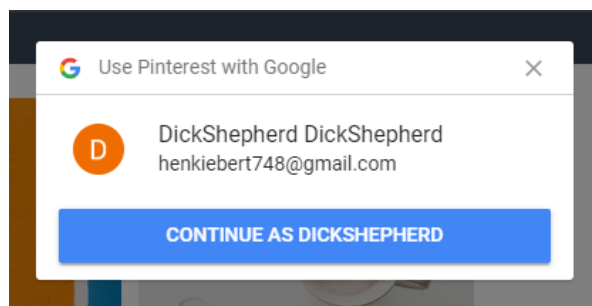 Use Pinterest with Google
D
DickShepherd DickShepherd
henkiebert748@gmail.com
CONTINUE AS DICKSHEPHERD